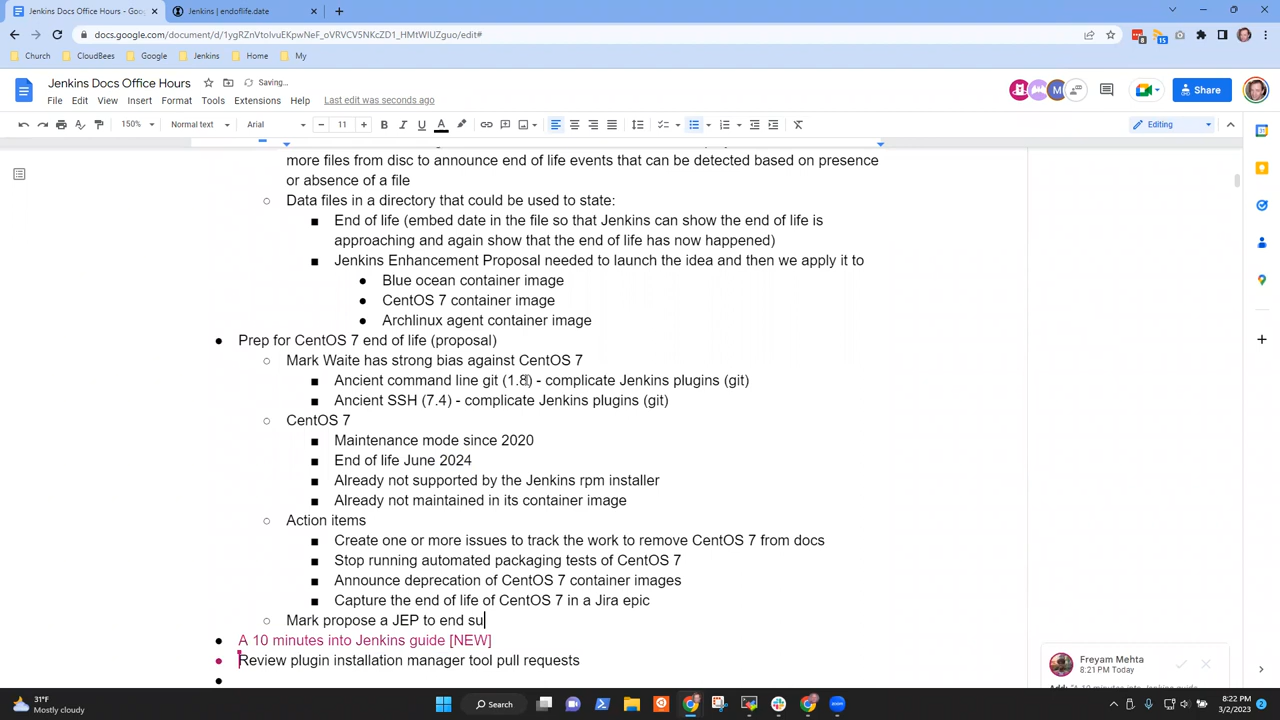 Jenkins Docs Office Hours - Goo
Jenkins | endoflife.date
docs.google.com/document/d/1ygRZnVtoIvuEKpwNeF_oVRVCV5NKcZD1_HMtWIUZguo/edit#
Church
CloudBees
Google
Jenkins
Home
My
Jenkins Docs Office Hours
Saving...
File Edit View Insert Format Tools Extensions Help Last edit was seconds ago
Share
150% Normal text Arial 11 Editing
more files from disc to announce end of life events that can be detected based on presence
or absence of a file
○ Data files in a directory that could be used to state:
■ End of life (embed date in the file so that Jenkins can show the end of life is
approaching and again show that the end of life has now happened)
■ Jenkins Enhancement Proposal needed to launch the idea and then we apply it to
● Blue ocean container image
● CentOS 7 container image
● Archlinux agent container image
● Prep for CentOS 7 end of life (proposal)
○ Mark Waite has strong bias against CentOS 7
■ Ancient command line git (1.8) - complicate Jenkins plugins (git)
■ Ancient SSH (7.4) - complicate Jenkins plugins (git)
○ CentOS 7
■ Maintenance mode since 2020
■ End of life June 2024
■ Already not supported by the Jenkins rpm installer
■ Already not maintained in its container image
○ Action items
■ Create one or more issues to track the work to remove CentOS 7 from docs
■ Stop running automated packaging tests of CentOS 7
■ Announce deprecation of CentOS 7 container images
■ Capture the end of life of CentOS 7 in a Jira epic
○ Mark propose a JEP to end su
● A 10 minutes into Jenkins guide [NEW]
● Review plugin installation manager tool pull requests
●
Freyam Mehta
8:21 PM Today
31°F
Mostly cloudy
Search
8:22 PM
3/2/2023